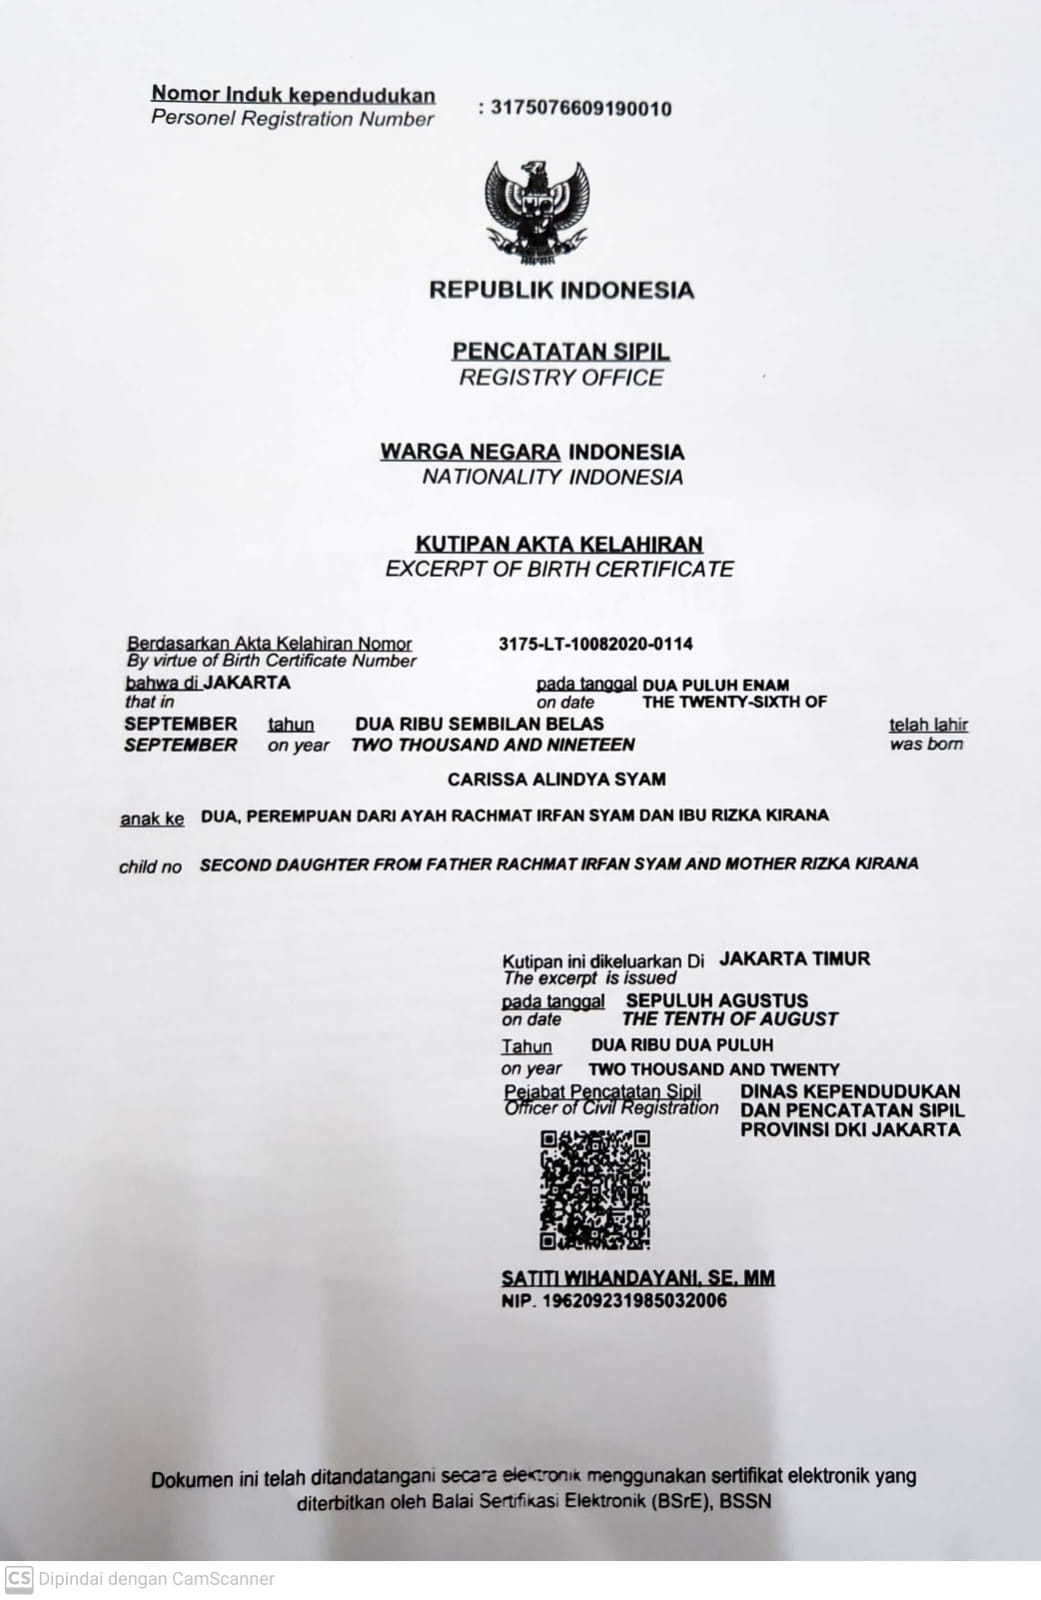 Nomor Induk kependudukan : 3175076609190010
Personel Registration Number
REPUBLIK INDONESIA
PENCATATAN SIPIL
REGISTRY OFFICE
WARGA NEGARA INDONESIA
NATIONALITY INDONESIA
KUTIPAN AKTA KELAHIRAN
EXCERPT OF BIRTH CERTIFICATE
Berdasarkan Akta Kelahiran Nomor 3175-LT-10082020-0114
By virtue of Birth Certificate Number
bahwa di JAKARTA pada tanggal DUA PULUH ENAM
that in on date THE TWENTY-SIXTH OF
SEPTEMBER tahun DUA RIBU SEMBILAN BELAS telah lahir
SEPTEMBER on year TWO THOUSAND AND NINETEEN was born
CARISSA ALINDYA SYAM
anak ke DUA, PEREMPUAN DARI AYAH RACHMAT IRFAN SYAM DAN IBU RIZKA KIRANA
child no SECOND DAUGHTER FROM FATHER RACHMAT IRFAN SYAM AND MOTHER RIZKA KIRANA
Kutipan ini dikeluarkan Di JAKARTA TIMUR
The excerpt is issued
pada tanggal SEPULUH AGUSTUS
on date THE TENTH OF AUGUST
Tahun DUA RIBU DUA PULUH
on year TWO THOUSAND AND TWENTY
Pejabat Pencatatan Sipil DINAS KEPENDUDUKAN
Officer of Civil Registration DAN PENCATATAN SIPIL
PROVINSI DKI JAKARTA
SATITI WIHANDAYANI, SE, MM
NIP. 196209231985032006
Dokumen ini telah ditandatangani secara elektronik menggunakan sertifikat elektronik yang
diterbitkan oleh Balai Sertifikasi Elektronik (BSrE), BSSN
CS Dipindai dengan CamScanner